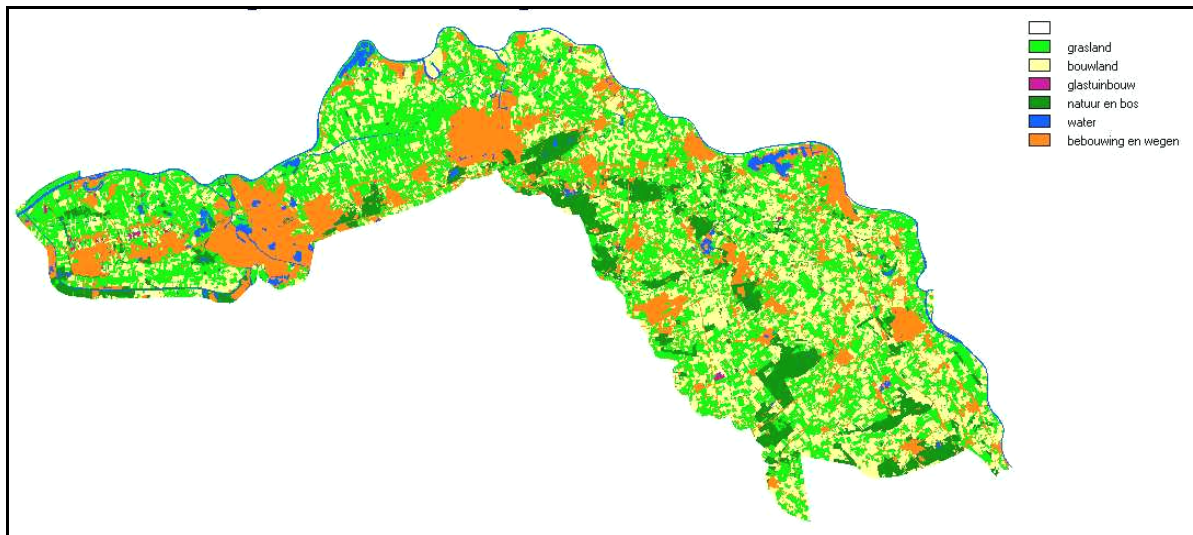 grasland
bouwland
glastuinbouw
natuur en bos
water
bebouwing en wegen